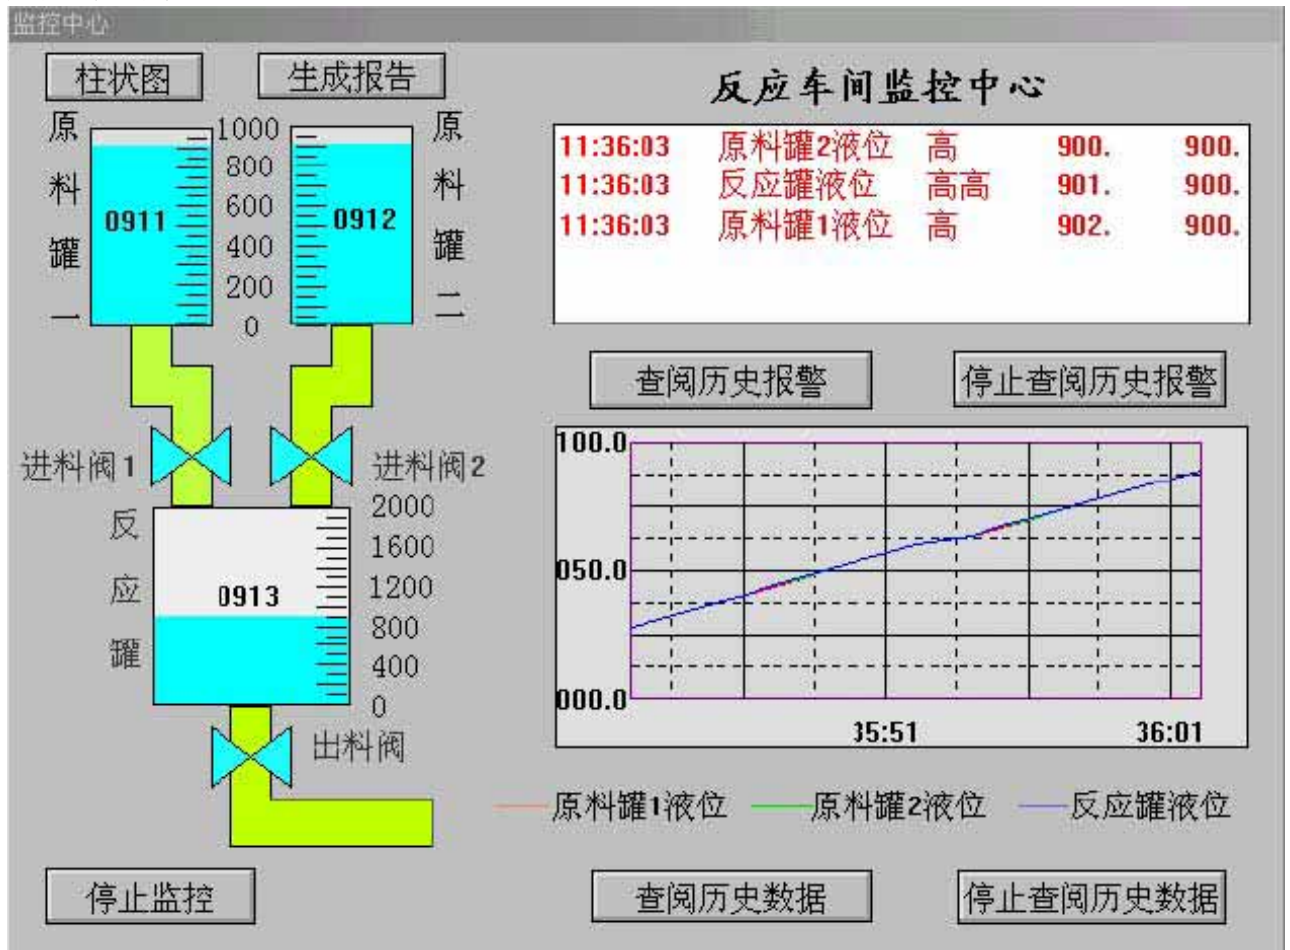 监控中心
柱状图
生成报告
反应车间监控中心
原料罐一
原料罐二
1000
800
600
400
200
0
0911
0912
11:36:03 原料罐2液位 高 900. 900.
11:36:03 反应罐液位 高高 901. 900.
11:36:03 原料罐1液位 高 902. 900.
查阅历史报警
停止查阅历史报警
进料阀1
进料阀2
反应罐
0913
2000
1600
1200
800
400
0
出料阀
100.0
050.0
000.0
35:51
36:01
原料罐1液位
原料罐2液位
反应罐液位
停止监控
查阅历史数据
停止查阅历史数据